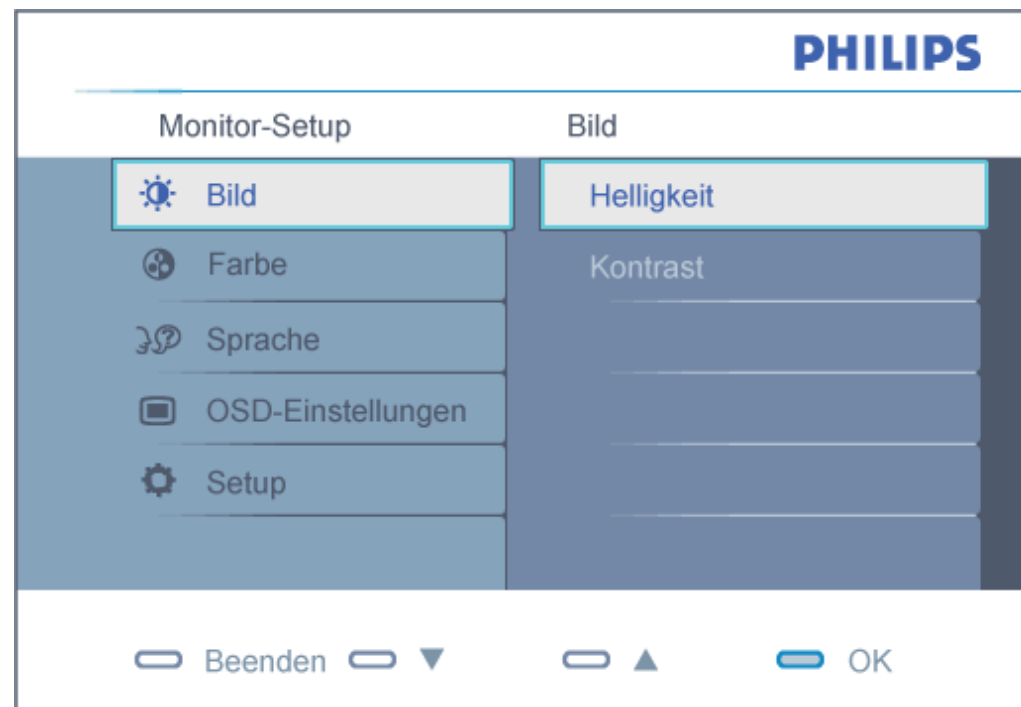 PHILIPS
Monitor-Setup Bild
Bild Helligkeit
Farbe Kontrast
Sprache
OSD-Einstellungen
Setup
Beenden ▼ ▲ OK